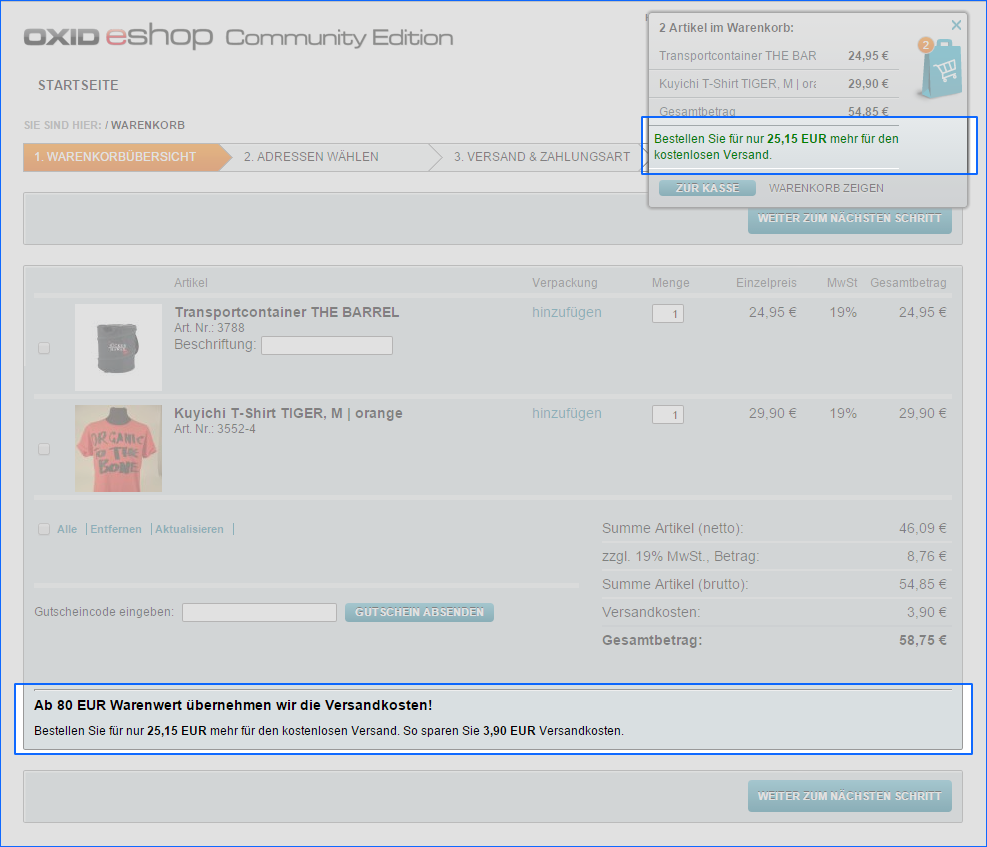 OXID eshop Community Edition
2 Artikel im Warenkorb:
Transportcontainer THE BAR 24,95 €
2
Kuyichi T-Shirt TIGER, M | ora 29,90 €
Gesamtbetrag 54,85 €
Bestellen Sie für nur 25,15 EUR mehr für den
kostenlosen Versand.
ZUR KASSE WARENKORB ZEIGEN
STARTSEITE
SIE SIND HIER: / WARENKORB
1. WARENKORBÜBERSICHT 2. ADRESSEN WÄHLEN 3. VERSAND & ZAHLUNGSART
WEITER ZUM NÄCHSTEN SCHRITT
Artikel Verpackung Menge Einzelpreis MwSt Gesamtbetrag
Transportcontainer THE BARREL hinzufügen 1 24,95 € 19% 24,95 €
Art. Nr.: 3788
Beschriftung:
Kuyichi T-Shirt TIGER, M | orange hinzufügen 1 29,90 € 19% 29,90 €
Art. Nr.: 3552-4
ORGANIC
TO THE
BONE
Alle | Entfernen | Aktualisieren |
Summe Artikel (netto): 46,09 €
zzgl. 19% MwSt., Betrag: 8,76 €
Summe Artikel (brutto): 54,85 €
Gutscheincode eingeben: GUTSCHEIN ABSENDEN
Versandkosten: 3,90 €
Gesamtbetrag: 58,75 €
Ab 80 EUR Warenwert übernehmen wir die Versandkosten!
Bestellen Sie für nur 25,15 EUR mehr für den kostenlosen Versand. So sparen Sie 3,90 EUR Versandkosten.
WEITER ZUM NÄCHSTEN SCHRITT